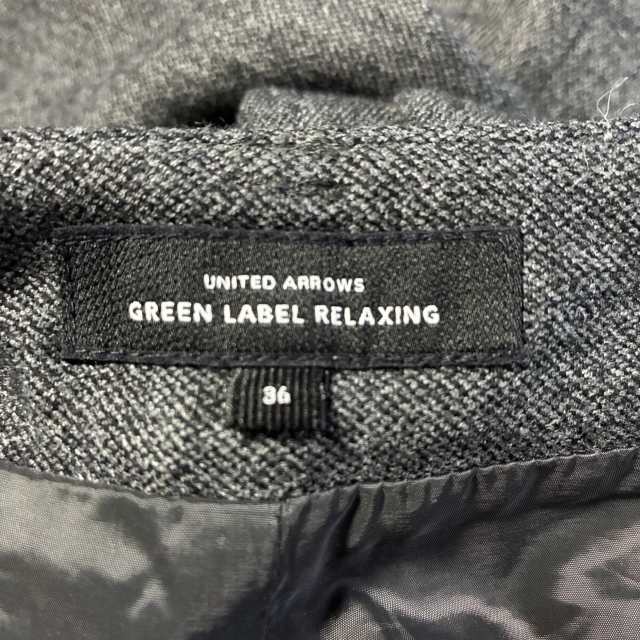 UNITED ARROWS
GREEN LABEL RELAXING
36